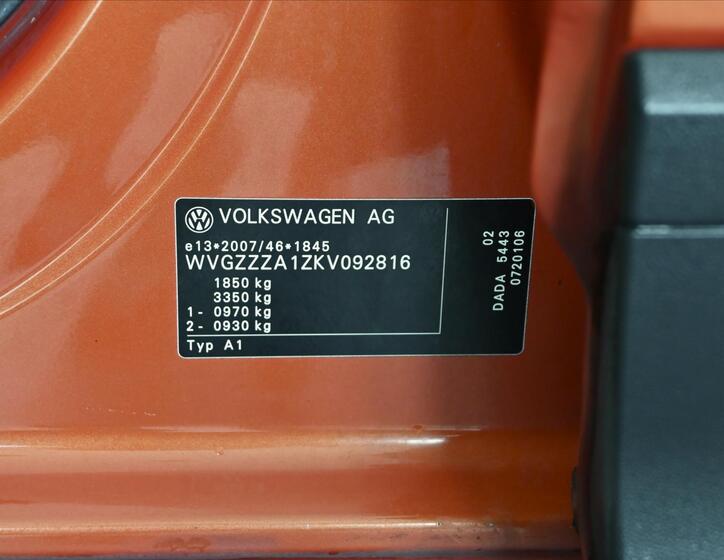 VOLKSWAGEN AG
e13*2007/46*1845
WVGZZZA1ZKV092816
1850 kg
3350 kg
1- 0970 kg
2- 0930 kg
Typ A1
02
DADA 5443
0720106